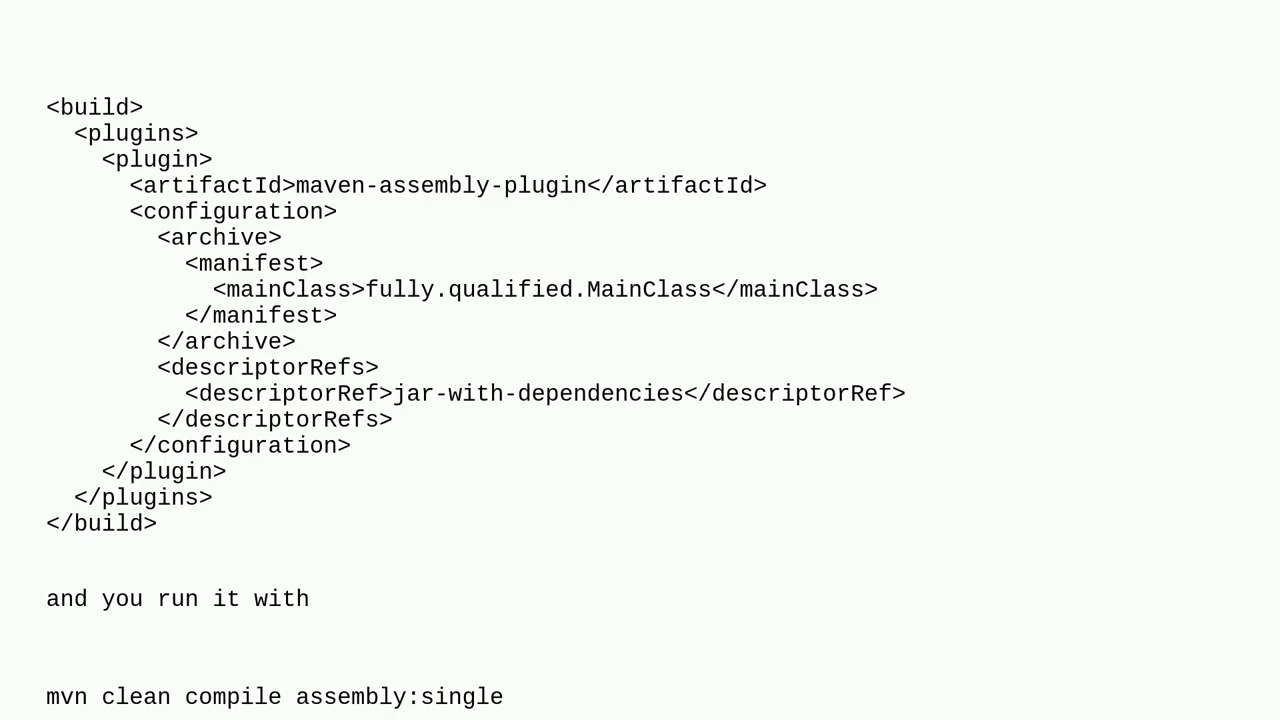 <build>
  <plugins>
    <plugin>
      <artifactId>maven-assembly-plugin</artifactId>
      <configuration>
        <archive>
          <manifest>
            <mainClass>fully.qualified.MainClass</mainClass>
          </manifest>
        </archive>
        <descriptorRefs>
          <descriptorRef>jar-with-dependencies</descriptorRef>
        </descriptorRefs>
      </configuration>
    </plugin>
  </plugins>
</build>
and you run it with
mvn clean compile assembly:single